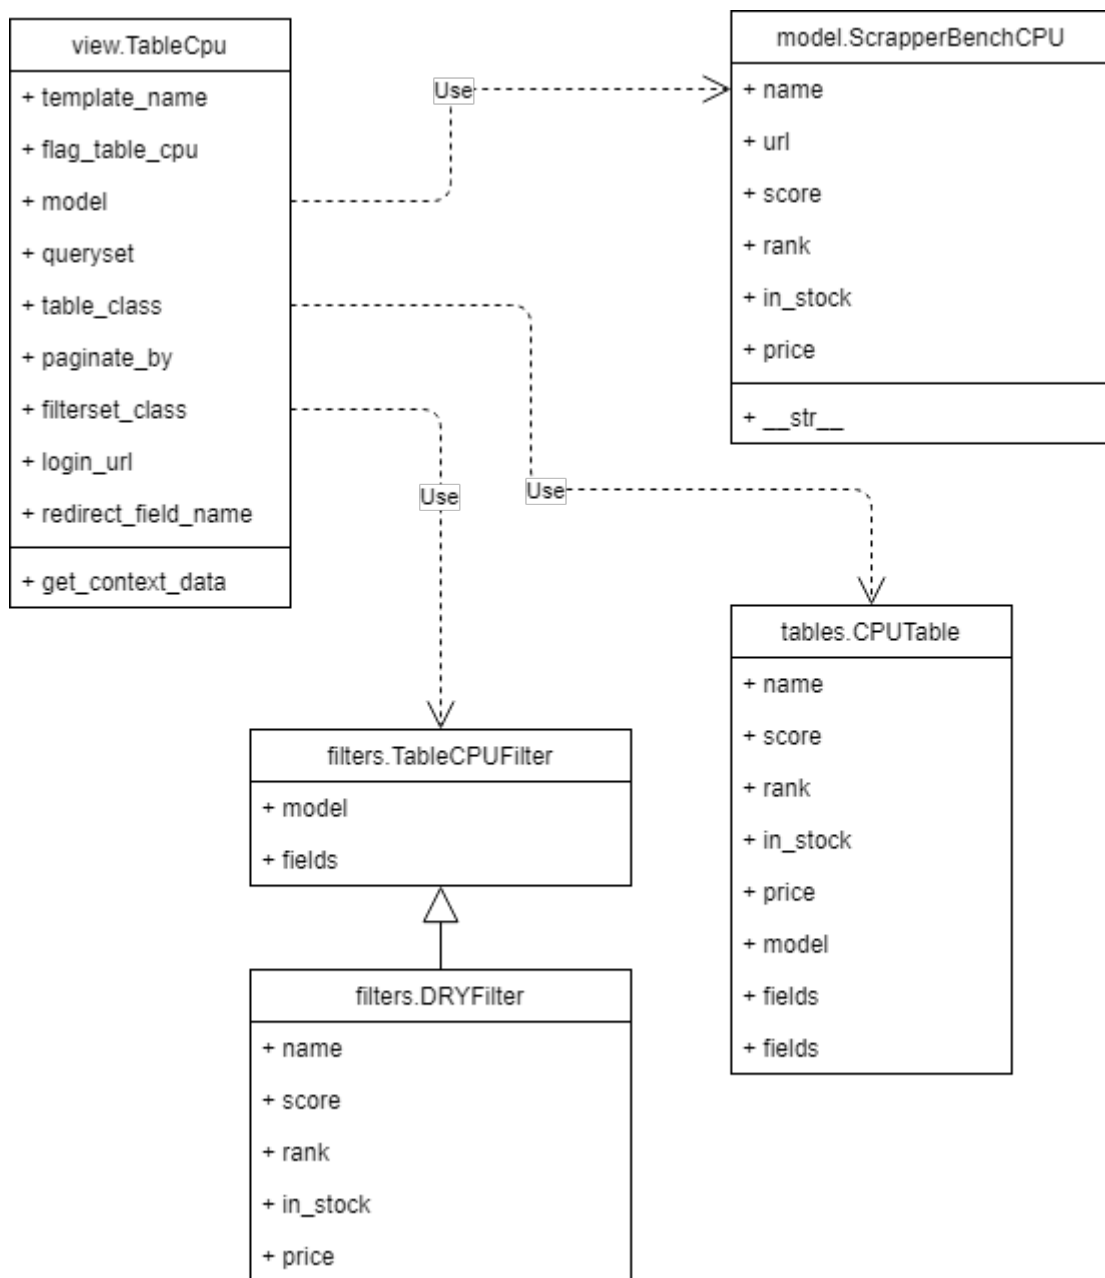 view.TableCpu
+ template_name
+ flag_table_cpu
+ model
+ queryset
+ table_class
+ paginate_by
+ filterset_class
+ login_url
+ redirect_field_name
+ get_context_data
Use
model.ScrapperBenchCPU
+ name
+ url
+ score
+ rank
+ in_stock
+ price
+ __str__
Use
Use
tables.CPUTable
+ name
+ score
+ rank
+ in_stock
+ price
+ model
+ fields
+ fields
filters.TableCPUFilter
+ model
+ fields
filters.DRYFilter
+ name
+ score
+ rank
+ in_stock
+ price